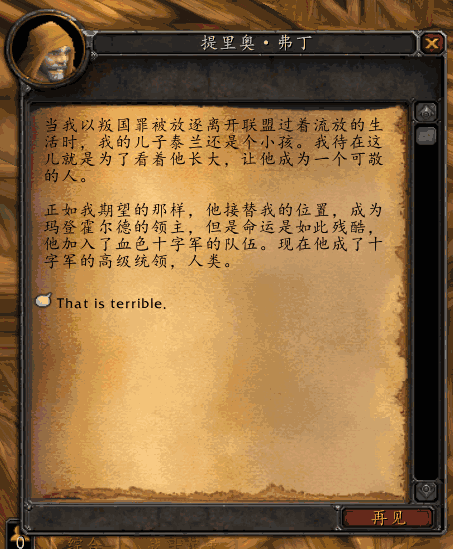 提里奥·弗丁
当我以叛国罪被放逐离开联盟过着流放的生
活时，我的儿子泰兰还是个小孩。我待在这
儿就是为了看着他长大，让他成为一个可敬
的人。
正如我期望的那样，他接替我的位置，成为
玛登霍尔德的领主，但是命运是如此残酷，
他加入了血色十字军的队伍。现在他成了十
字军的高级统领，人类。
That is terrible.
再见
0